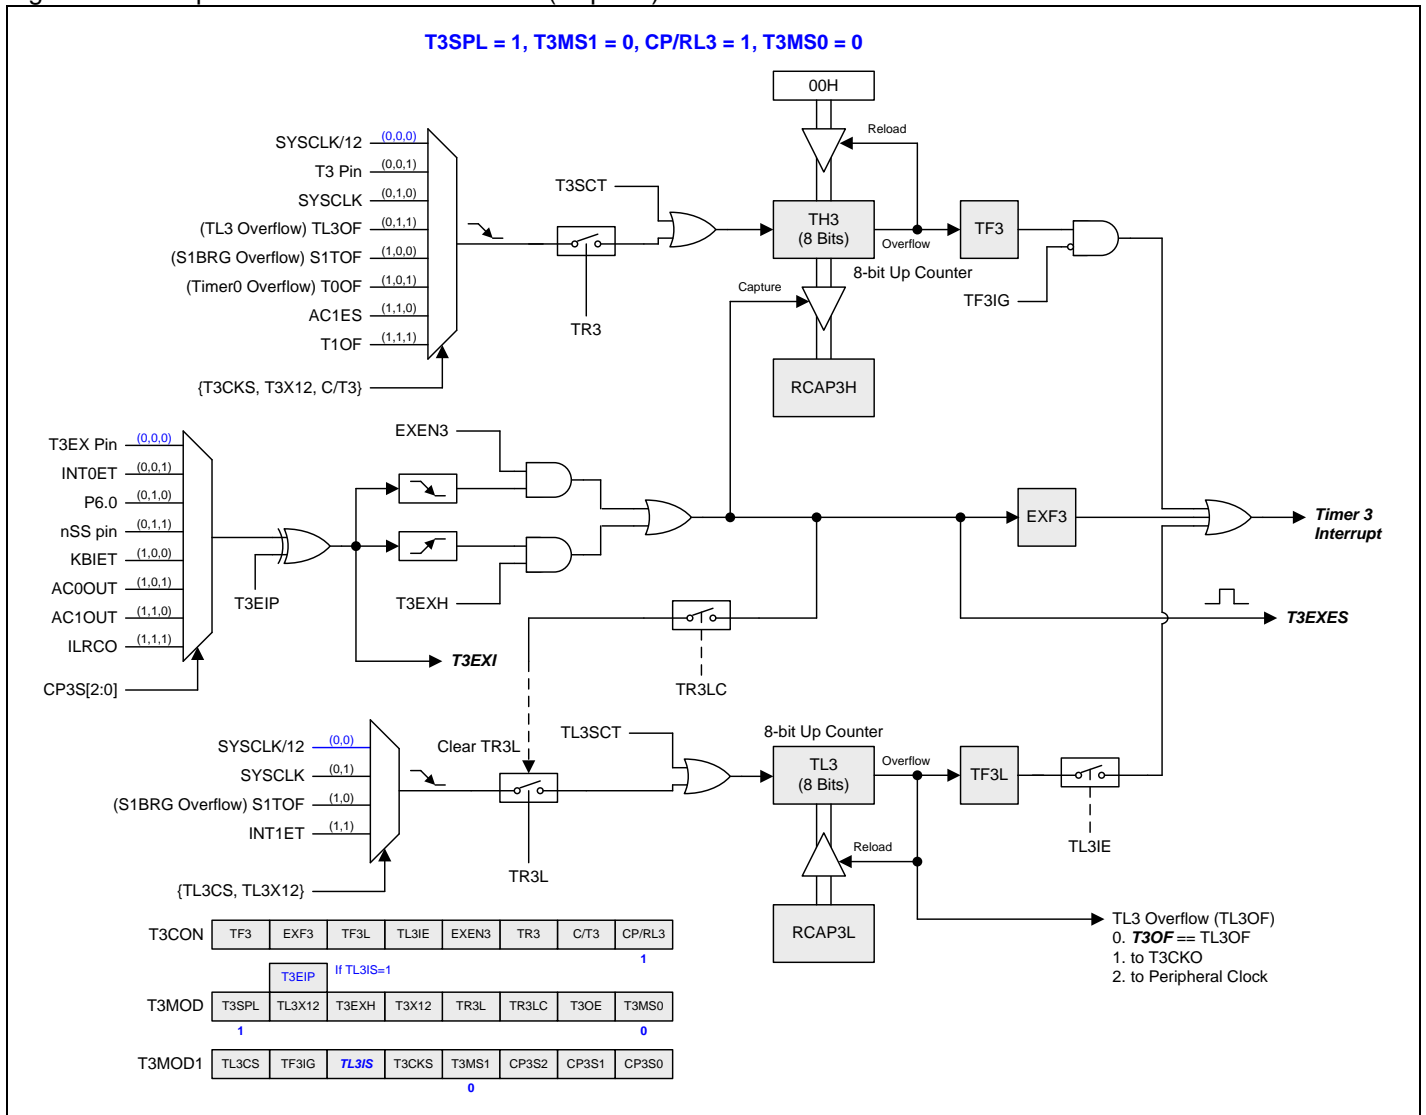 T3SPL = 1, T3MS1 = 0, CP/RL3 = 1, T3MS0 = 0
00H
Reload
SYSCLK/12 (0,0,0)
T3 Pin (0,0,1)
SYSCLK (0,1,0)
(TL3 Overflow) TL3OF (0,1,1)
(S1BRG Overflow) S1TOF (1,0,0)
(Timer0 Overflow) T0OF (1,0,1)
AC1ES (1,1,0)
T1OF (1,1,1)
{T3CKS, T3X12, C/T3}
T3SCT
TR3
TH3
(8 Bits)
Overflow
8-bit Up Counter
TF3
TF3IG
Capture
RCAP3H
EXEN3
T3EX Pin (0,0,0)
INT0ET (0,0,1)
P6.0 (0,1,0)
nSS pin (0,1,1)
KBIET (1,0,0)
AC0OUT (1,0,1)
AC1OUT (1,1,0)
ILRCO (1,1,1)
CP3S[2:0]
T3EIP
T3EXH
T3EXI
EXF3
Timer 3
Interrupt
T3EXES
TR3LC
Clear TR3L
SYSCLK/12 (0,0)
SYSCLK (0,1)
(S1BRG Overflow) S1TOF (1,0)
INT1ET (1,1)
{TL3CS, TL3X12}
TR3L
TL3SCT
8-bit Up Counter
TL3
(8 Bits)
Overflow
TF3L
TL3IE
Reload
RCAP3L
TL3 Overflow (TL3OF)
0. T3OF == TL3OF
1. to T3CKO
2. to Peripheral Clock
T3CON TF3 EXF3 TF3L TL3IE EXEN3 TR3 C/T3 CP/RL3
1
T3EIP If TL3IS=1
T3MOD T3SPL TL3X12 T3EXH T3X12 TR3L TR3LC T3OE T3MS0
1 0
T3MOD1 TL3CS TF3IG TL3IS T3CKS T3MS1 CP3S2 CP3S1 CP3S0
0